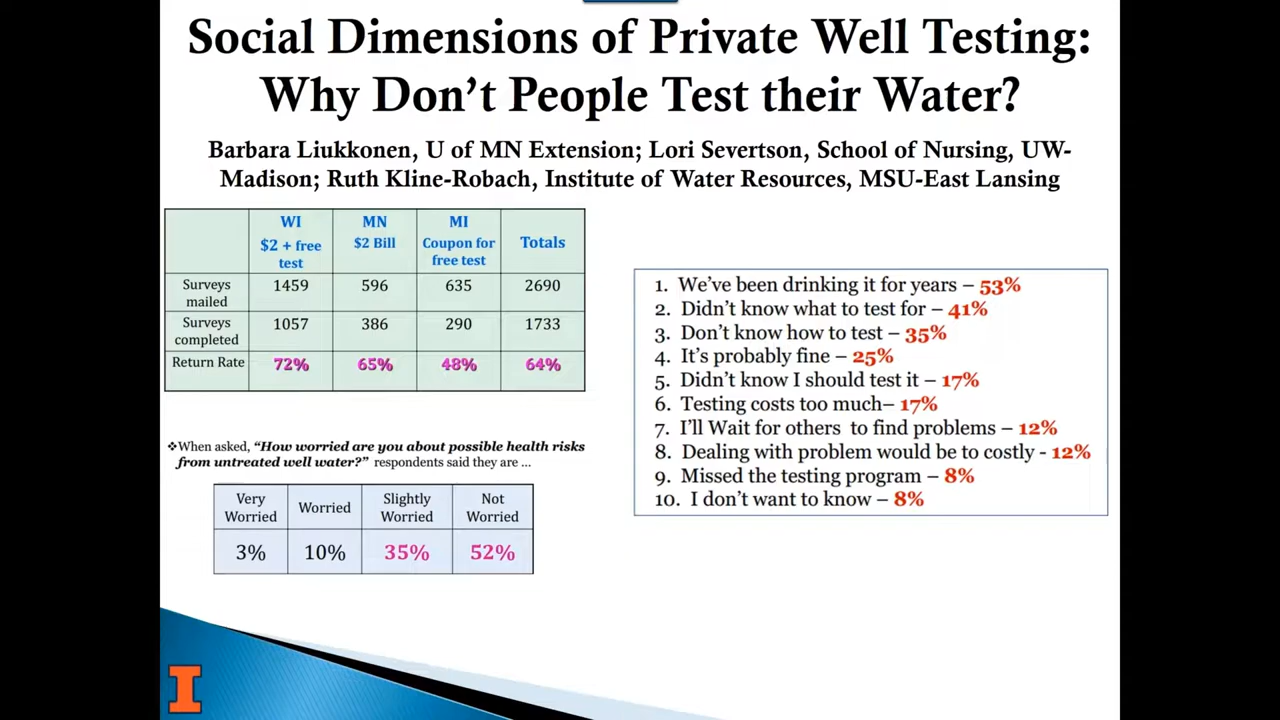 Social Dimensions of Private Well Testing:
Why Don't People Test their Water?
Barbara Liukkonen, U of MN Extension; Lori Severtson, School of Nursing, UW-
Madison; Ruth Kline-Robach, Institute of Water Resources, MSU-East Lansing
WI MN MI Totals
$2 + free test $2 Bill Coupon for free test
Surveys mailed 1459 596 635 2690
Surveys completed 1057 386 290 1733
Return Rate 72% 65% 48% 64%
❖When asked, "How worried are you about possible health risks
from untreated well water?" respondents said they are ...
Very Worried Worried Slightly Worried Not Worried
3% 10% 35% 52%
1. We've been drinking it for years – 53%
2. Didn't know what to test for – 41%
3. Don't know how to test – 35%
4. It's probably fine – 25%
5. Didn't know I should test it – 17%
6. Testing costs too much– 17%
7. I'll Wait for others to find problems – 12%
8. Dealing with problem would be to costly - 12%
9. Missed the testing program – 8%
10. I don't want to know – 8%
I